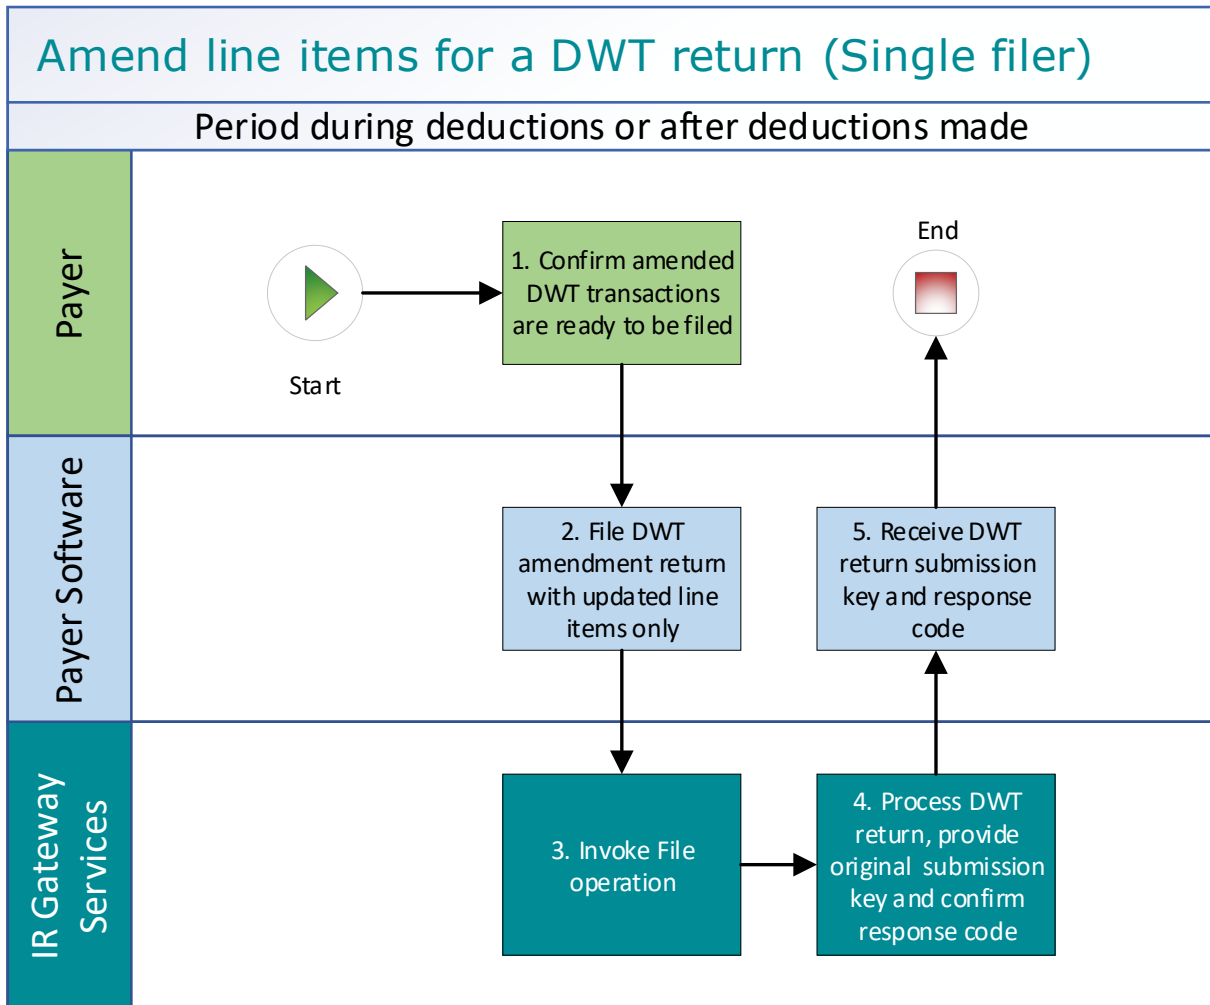 Amend line items for a DWT return (Single filer)
Period during deductions or after deductions made
Payer
Start
1. Confirm amended
DWT transactions
are ready to be filed
End
Payer Software
2. File DWT
amendment return
with updated line
items only
5. Receive DWT
return submission
key and response
code
IR Gateway
Services
3. Invoke File
operation
4. Process DWT
return, provide
original submission
key and confirm
response code